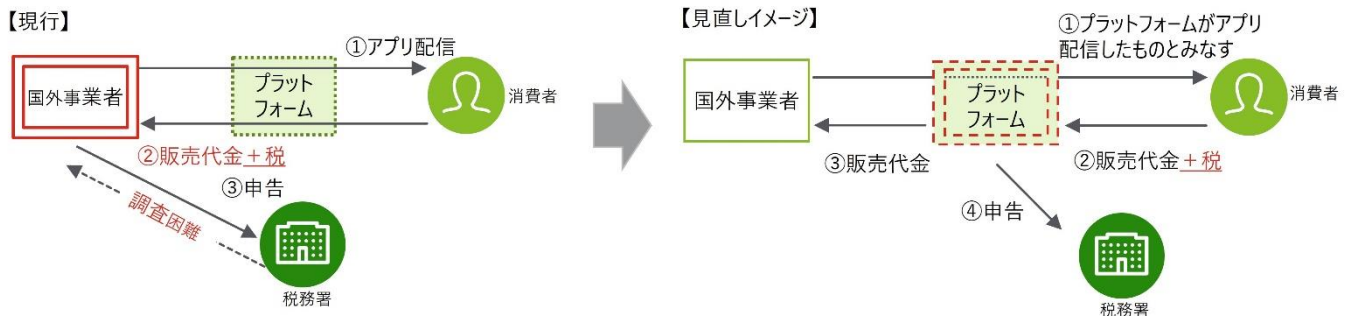 【現行】
①アプリ配信
国外事業者
プラット
フォーム
消費者
②販売代金＋税
③申告
調査困難
税務署
【見直しイメージ】
①プラットフォームがアプリ
配信したものとみなす
国外事業者
プラット
フォーム
消費者
③販売代金
②販売代金＋税
④申告
税務署